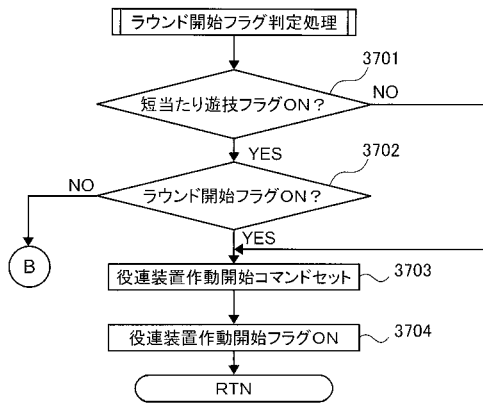 ラウンド開始フラグ判定処理
3701
短当たり遊技フラグON?
NO
YES
3702
NO
ラウンド開始フラグON?
YES
B
役連装置作動開始コマンドセット
3703
役連装置作動開始フラグON
3704
RTN